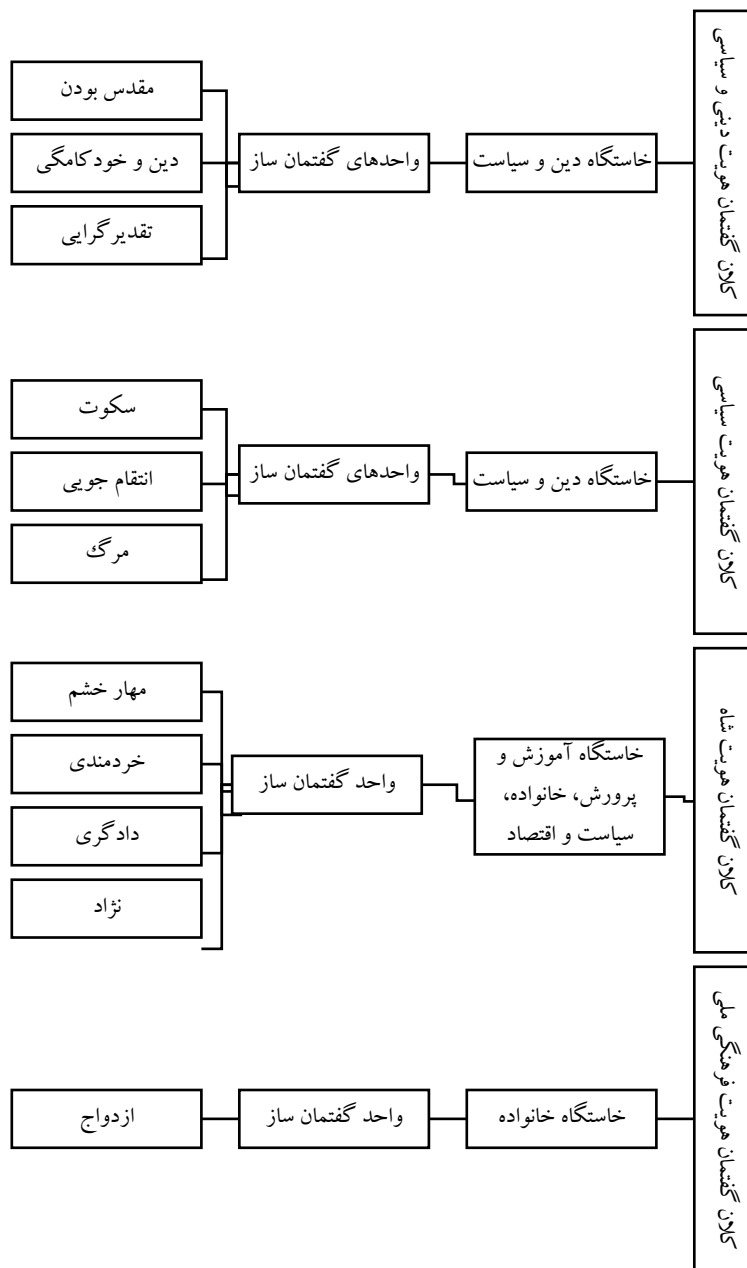 کلان گفتمان هویت دینی و سیاسی
خاستگاه دین و سیاست
واحدهای گفتمان ساز
مقدس بودن
دین و خودکامگی
تقدیرگرایی
کلان گفتمان هویت سیاسی
خاستگاه دین و سیاست
واحدهای گفتمان ساز
سکوت
انتقام جویی
مرگ
کلان گفتمان هویت شاه
خاستگاه آموزش و
پرورش، خانواده،
سیاست و اقتصاد
واحد گفتمان ساز
مهار خشم
خردمندی
دادگری
نژاد
کلان گفتمان هویت فرهنگی ملی
خاستگاه خانواده
واحد گفتمان ساز
ازدواج